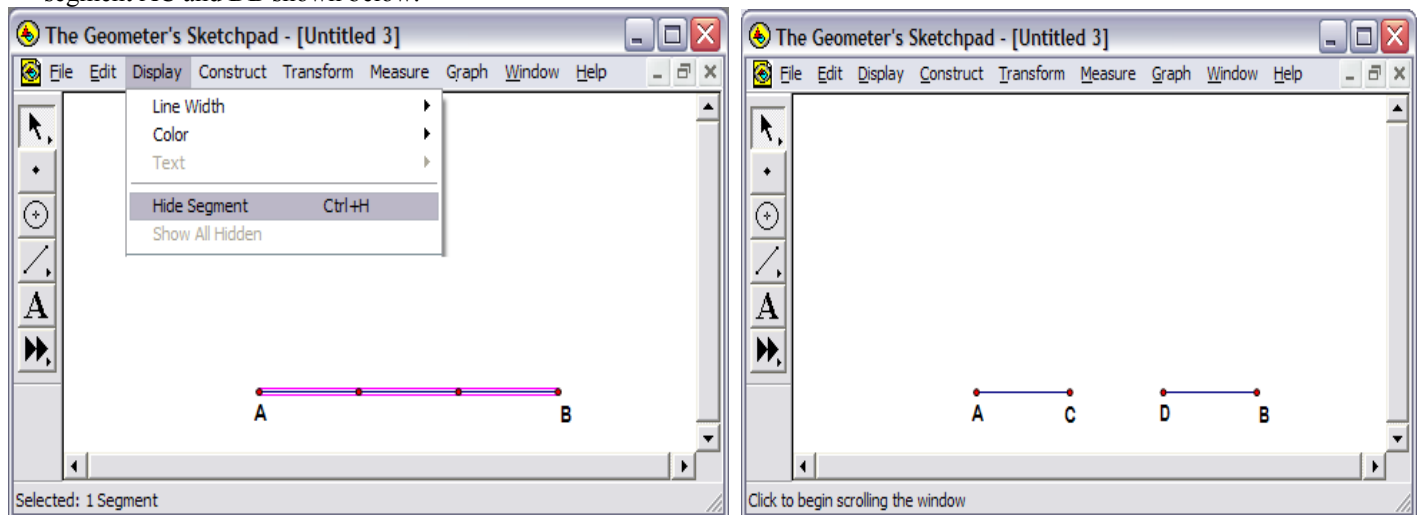 The Geometer's Sketchpad - [Untitled 3]
File Edit Display Construct Transform Measure Graph Window Help
Line Width
Color
Text
Hide Segment Ctrl+H
Show All Hidden
A
A B
Selected: 1 Segment
The Geometer's Sketchpad - [Untitled 3]
File Edit Display Construct Transform Measure Graph Window Help
A
A C D B
Click to begin scrolling the window